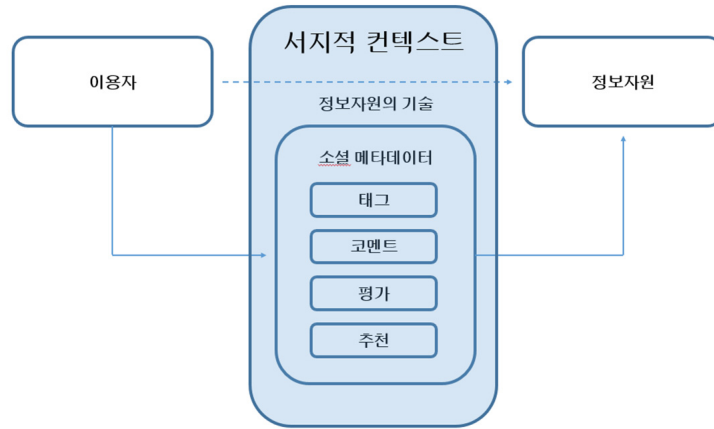 서지적 컨텍스트
이용자
정보자원
정보자원의 기술
소셜 메타데이터
태그
코멘트
평가
추천